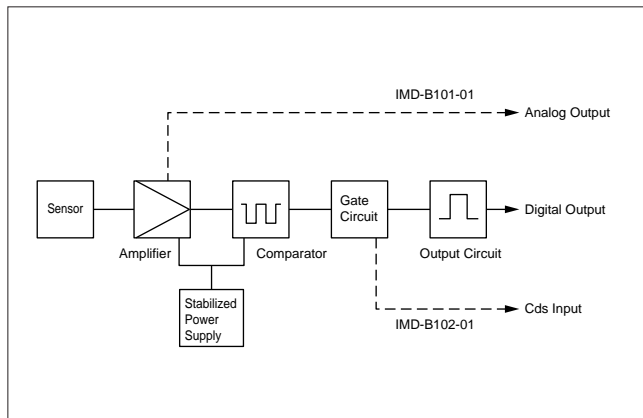 IMD-B101-01
Analog Output
Sensor
Gate
Circuit
Digital Output
Amplifier
Comparator
Output Circuit
Stabilized
Power
Supply
Cds Input
IMD-B102-01